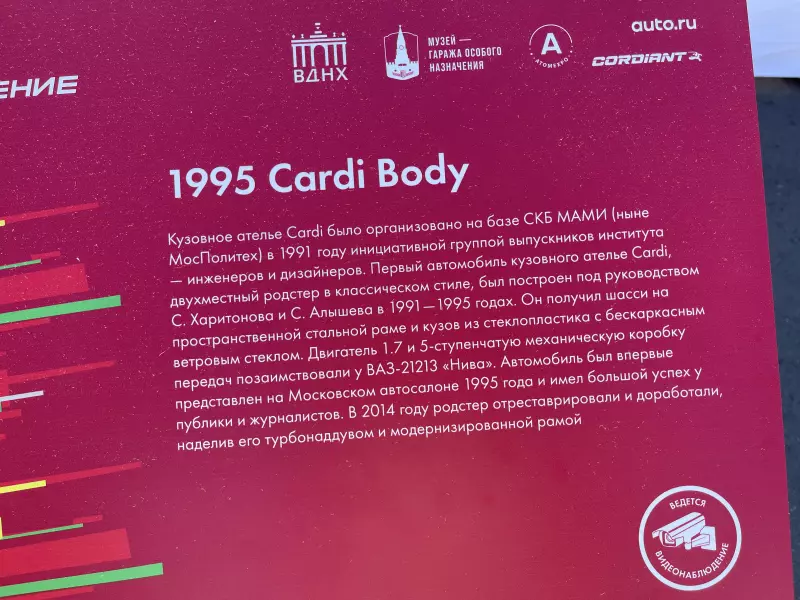 ЕНИЕ
ВДНХ
МУЗЕЙ —
ГАРАЖА ОСОБОГО
НАЗНАЧЕНИЯ
А
АТОМБЮРО
auto.ru
CORDIANT
1995 Cardi Body
Кузовное ателье Cardi было организовано на базе СКБ МАМИ (ныне
МосПолитех) в 1991 году инициативной группой выпускников института
— инженеров и дизайнеров. Первый автомобиль кузовного ателье Cardi,
двухместный родстер в классическом стиле, был построен под руководством
С. Харитонова и С. Алышева в 1991—1995 годах. Он получил шасси на
пространственной стальной раме и кузов из стеклопластика с бескаркасным
ветровым стеклом. Двигатель 1.7 и 5-ступенчатую механическую коробку
передач позаимствовали у ВАЗ-21213 «Нива». Автомобиль был впервые
представлен на Московском автосалоне 1995 года и имел большой успех у
публики и журналистов. В 2014 году родстер отреставрировали и доработали,
наделив его турбонаддувом и модернизированной рамой
ВЕДЕТСЯ
ВИДЕОНАБЛЮДЕНИЕ